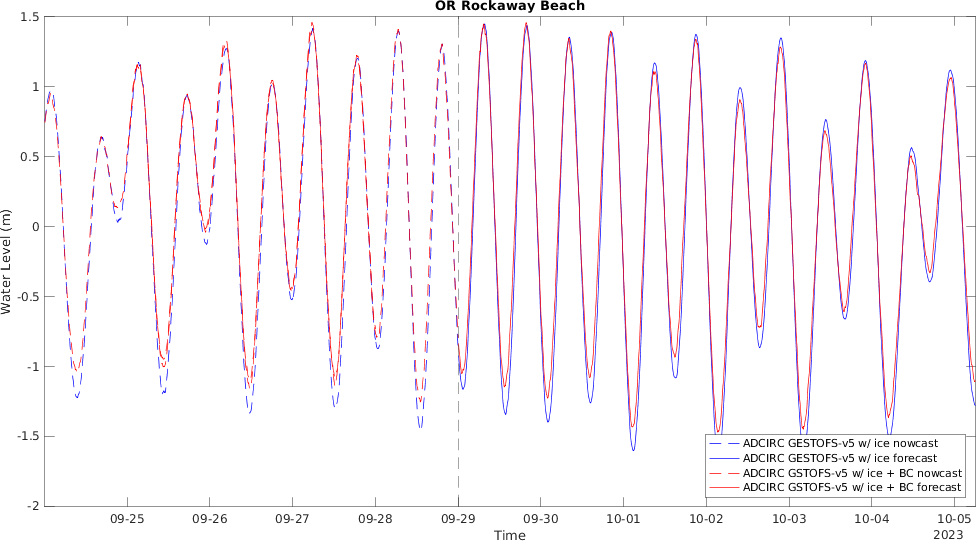 OR Rockaway Beach
Water Level (m)
1.5
1
0.5
0
-0.5
-1
-1.5
-2
ADCIRC GESTOFS-v5 w/ ice nowcast
ADCIRC GESTOFS-v5 w/ ice forecast
ADCIRC GSTOFS-v5 w/ ice + BC nowcast
ADCIRC GSTOFS-v5 w/ ice + BC forecast
09-25 09-26 09-27 09-28 09-29 09-30 10-01 10-02 10-03 10-04 10-05
Time 2023